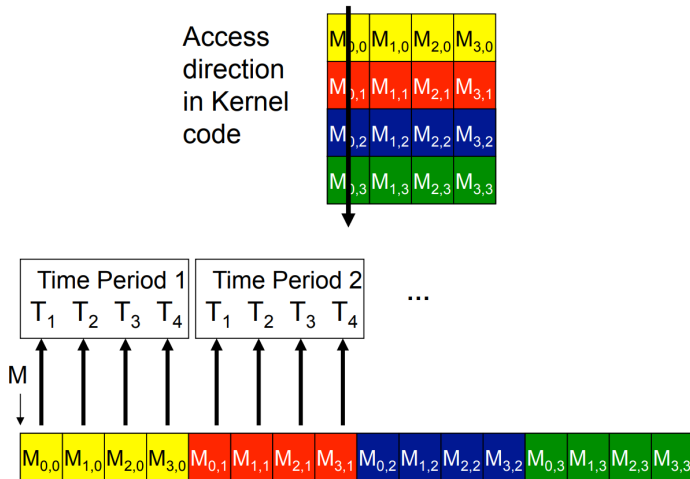 Access
direction
in Kernel
code
M0,0 M1,0 M2,0 M3,0
M0,1 M1,1 M2,1 M3,1
M0,2 M1,2 M2,2 M3,2
M0,3 M1,3 M2,3 M3,3
Time Period 1
T1 T2 T3 T4
Time Period 2
T1 T2 T3 T4
...
M
M0,0 M1,0 M2,0 M3,0 M0,1 M1,1 M2,1 M3,1 M0,2 M1,2 M2,2 M3,2 M0,3 M1,3 M2,3 M3,3